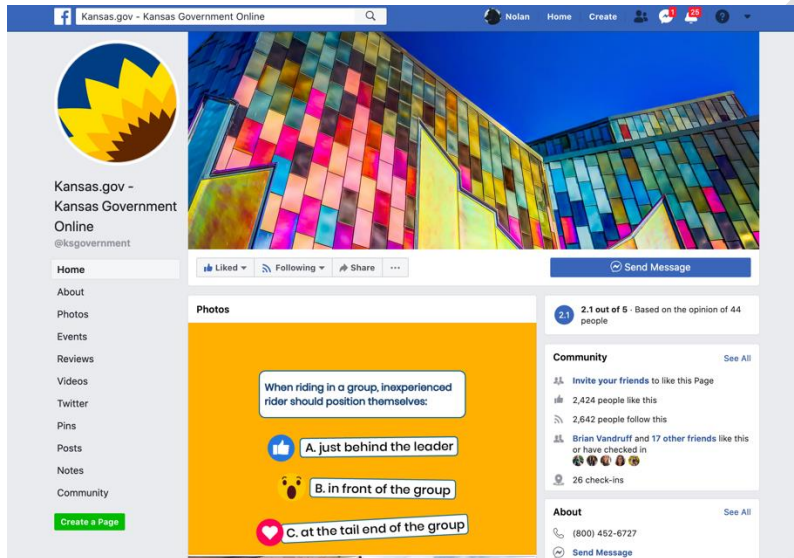 Kansas.gov - Kansas Government Online
Nolan
Home
Create
1
25
Kansas.gov -
Kansas Government
Online
@ksgovernment
Home
About
Photos
Events
Reviews
Videos
Twitter
Pins
Posts
Notes
Community
Create a Page
Liked
Following
Share
Send Message
Photos
When riding in a group, inexperienced
rider should position themselves:
A. just behind the leader
B. in front of the group
C. at the tail end of the group
2.1
2.1 out of 5 · Based on the opinion of 44
people
Community
See All
Invite your friends to like this Page
2,424 people like this
2,642 people follow this
Brian Vandruff and 17 other friends like this
or have checked in
26 check-ins
About
See All
(800) 452-6727
Send Message